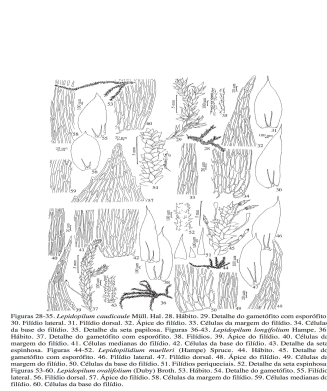 Figuras 28-35. Lepidopilum caudicaule Müll. Hal. 28. Hábito. 29. Detalhe do gametófito com esporófito.
30. Filídio lateral. 31. Filídio dorsal. 32. Ápice do filídio. 33. Células da margem do filídio. 34. Células
da base do filídio. 35. Detalhe da seta papilosa. Figuras 36-43. Lepidopilum longifolium Hampe. 36.
Hábito. 37. Detalhe do gametófito com esporófito. 38. Filídios. 39. Ápice do filídio. 40. Células da
margem do filídio. 41. Células medianas do filídio. 42. Células da base do filídio. 43. Detalhe da seta
espinhosa. Figuras 44-52. Lepidopilidium muelleri (Hampe) Spruce. 44. Hábito. 45. Detalhe do
gametófito com esporófito. 46. Filídio lateral. 47. Filídio dorsal. 48. Ápice do filídio. 49. Células da
margem do filídio. 50. Células da base do filídio. 51. Filídios periqueciais. 52. Detalhe da seta espinhosa.
Figuras 53-60. Lepidopilum ovalifolium (Duby) Broth. 53. Hábito. 54. Detalhe do gametófito. 55. Filídio
lateral. 56. Filídio dorsal. 57. Ápice do filídio. 58. Células da margem do filídio. 59. Células medianas do
filídio. 60. Células da base do filídio.